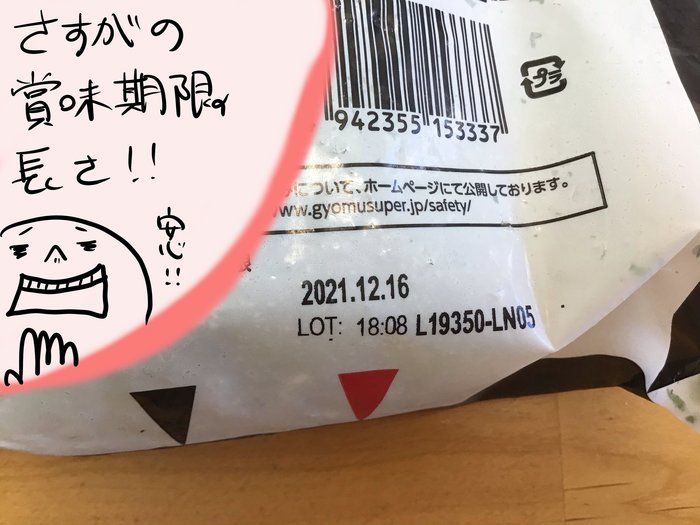 さすがの
賞味期限の
長さ!!
安心!!
942355 153337
プラ
について、ホームページにて公開しております。
www.gyomusuper.jp/safety/
2021.12.16
LOT: 18:08 L19350-LN05